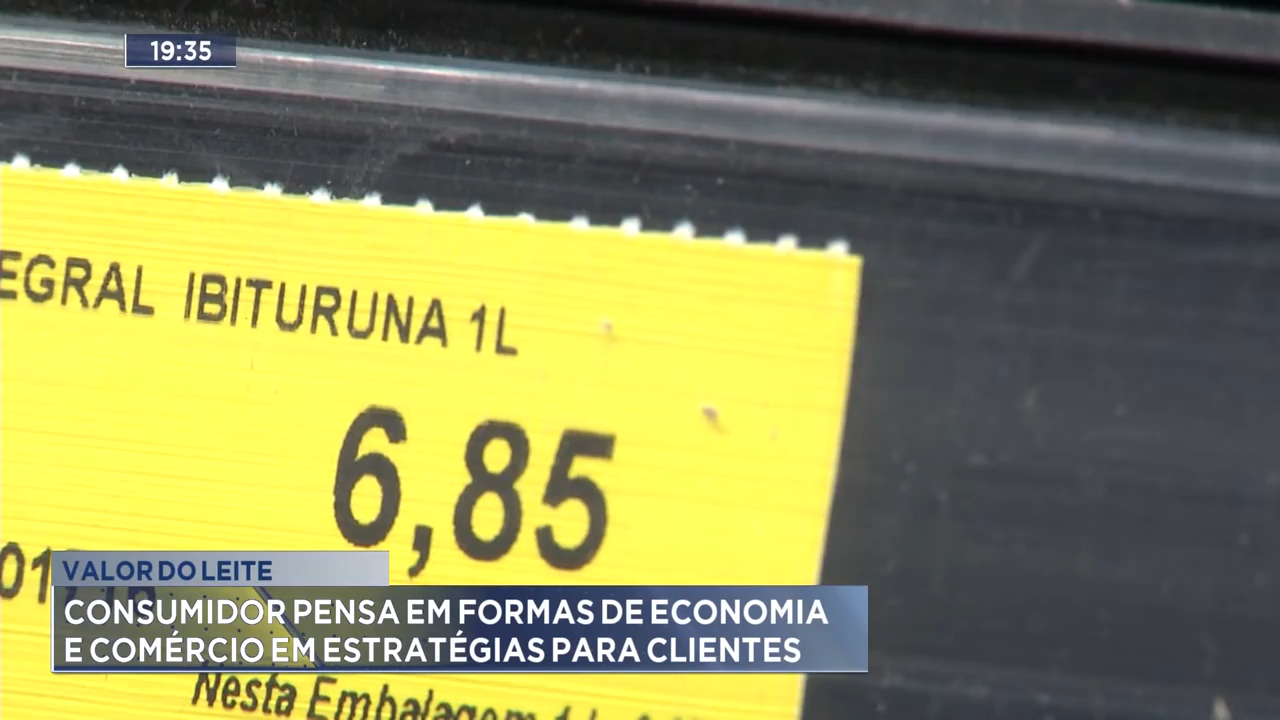 19:35
EGRAL IBITURUNA 1L
6,85
VALOR DO LEITE
CONSUMIDOR PENSA EM FORMAS DE ECONOMIA
E COMÉRCIO EM ESTRATÉGIAS PARA CLIENTES
Nesta Embalagem